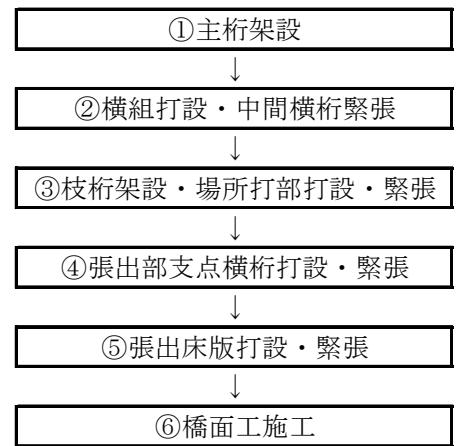 ①主桁架設
↓
②横組打設・中間横桁緊張
↓
③枝桁架設・場所打部打設・緊張
↓
④張出部支点横桁打設・緊張
↓
⑤張出床版打設・緊張
↓
⑥橋面工施工